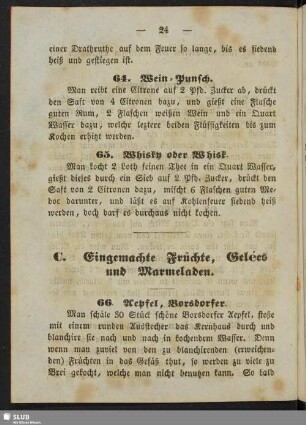 — 24 —
einer Drathruthe auf dem Feuer so lange, bis es siedend
heiß und gestiegen ist.
64. Wein-Punsch.
Man reibt eine Citrone auf 2 Pfd. Zucker ab, drückt
den Saft von 4 Citronen dazu, und gießt eine Flasche
guten Rum, 2 Flaschen weißen Wein und ein Quart
Wasser dazu, welche leztere beiden Flüssigkeiten bis zum
Kochen erhitzt werden.
65. Whisky oder Whisk.
Man kocht 2 Loth feinen Thee in ein Quart Wasser,
gießt dieses durch ein Sieb auf 2 Pfd. Zucker, drückt den
Saft von 2 Citronen dazu, mischt 6 Flaschen guten Me-
doc darunter, und läßt es auf Kohlenfeuer siedend heiß
werden, doch darf es durchaus nicht kochen.
C. Eingemachte Früchte, Gelées
und Marmeladen.
66 Aepfel, Borsdorfer.
Man schäle 30 Stück schöne Borsdorfer Aepfel, stoße
mit einem runden Ausstecher das Kernhaus durch und
blanchire sie nach und nach in kochendem Wasser. Denn
wenn man zuviel von den zu blanchirenden (erweichen-
den) Früchten in das Gefäß thut, so werden zu viele zu
Brei gekocht, welche man nicht benutzen kann. So bald
SLUB